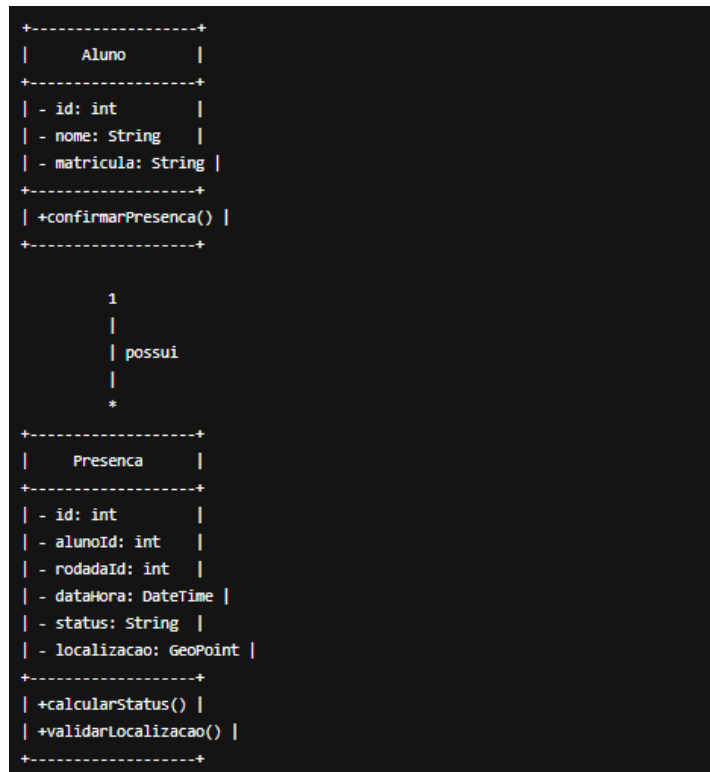 +-------------------+
|      Aluno        |
+-------------------+
| - id: int         |
| - nome: String    |
| - matricula: String |
+-------------------+
| +confirmarPresenca() |
+-------------------+
          1
          |
          | possui
          |
          *
+-------------------+
|     Presenca      |
+-------------------+
| - id: int         |
| - alunoId: int    |
| - rodadaId: int   |
| - dataHora: DateTime |
| - status: String  |
| - localizacao: GeoPoint |
+-------------------+
| +calcularStatus() |
| +validarLocalizacao() |
+-------------------+